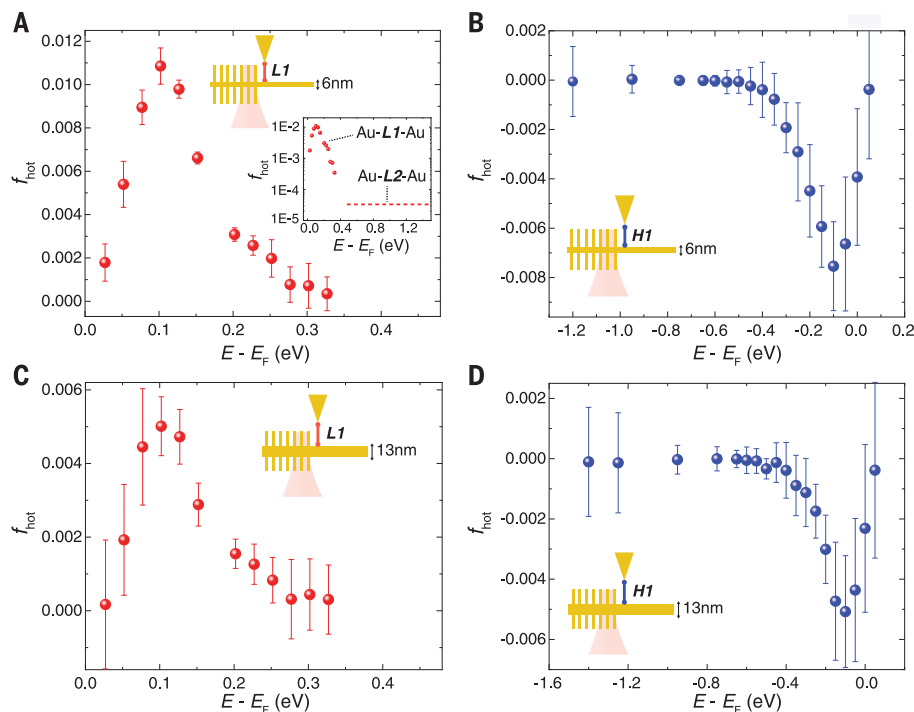 A
0.012
0.010
0.008
0.006
0.004
0.002
0.000
f_hot
0.0 0.1 0.2 0.3 0.4
E - E_F (eV)
L1
6nm
1E-2
1E-3
1E-4
1E-5
f_hot
Au-L1-Au
Au-L2-Au
0.0 0.4 0.8 1.2
E - E_F (eV)
B
0.002
0.000
-0.002
-0.004
-0.006
-0.008
f_hot
-1.2 -1.0 -0.8 -0.6 -0.4 -0.2 0.0 0.2
E - E_F (eV)
H1
6nm
C
0.006
0.004
0.002
0.000
f_hot
0.0 0.1 0.2 0.3 0.4
E - E_F (eV)
L1
13nm
D
0.002
0.000
-0.002
-0.004
-0.006
f_hot
-1.6 -1.2 -0.8 -0.4 0.0
E - E_F (eV)
H1
13nm